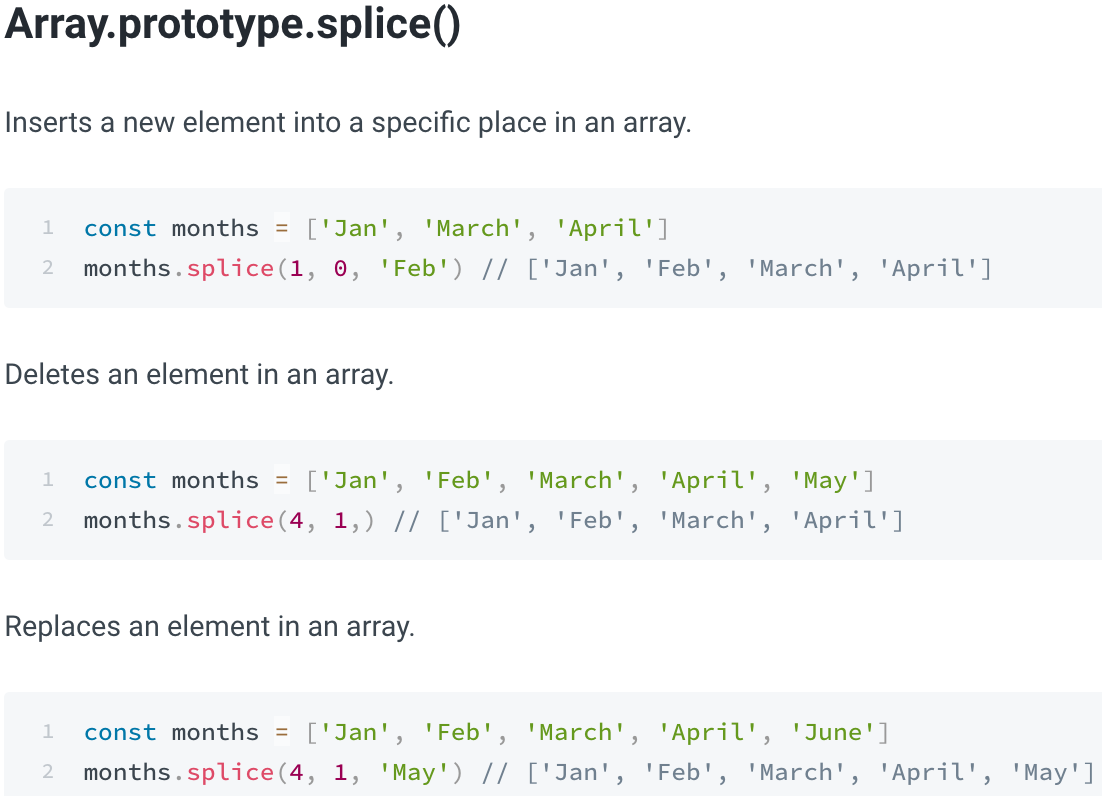 Array.prototype.splice()
Inserts a new element into a specific place in an array.
1 const months = ['Jan', 'March', 'April']
2 months.splice(1, 0, 'Feb') // ['Jan', 'Feb', 'March', 'April']
Deletes an element in an array.
1 const months = ['Jan', 'Feb', 'March', 'April', 'May']
2 months.splice(4, 1,) // ['Jan', 'Feb', 'March', 'April']
Replaces an element in an array.
1 const months = ['Jan', 'Feb', 'March', 'April', 'June']
2 months.splice(4, 1, 'May') // ['Jan', 'Feb', 'March', 'April', 'May']